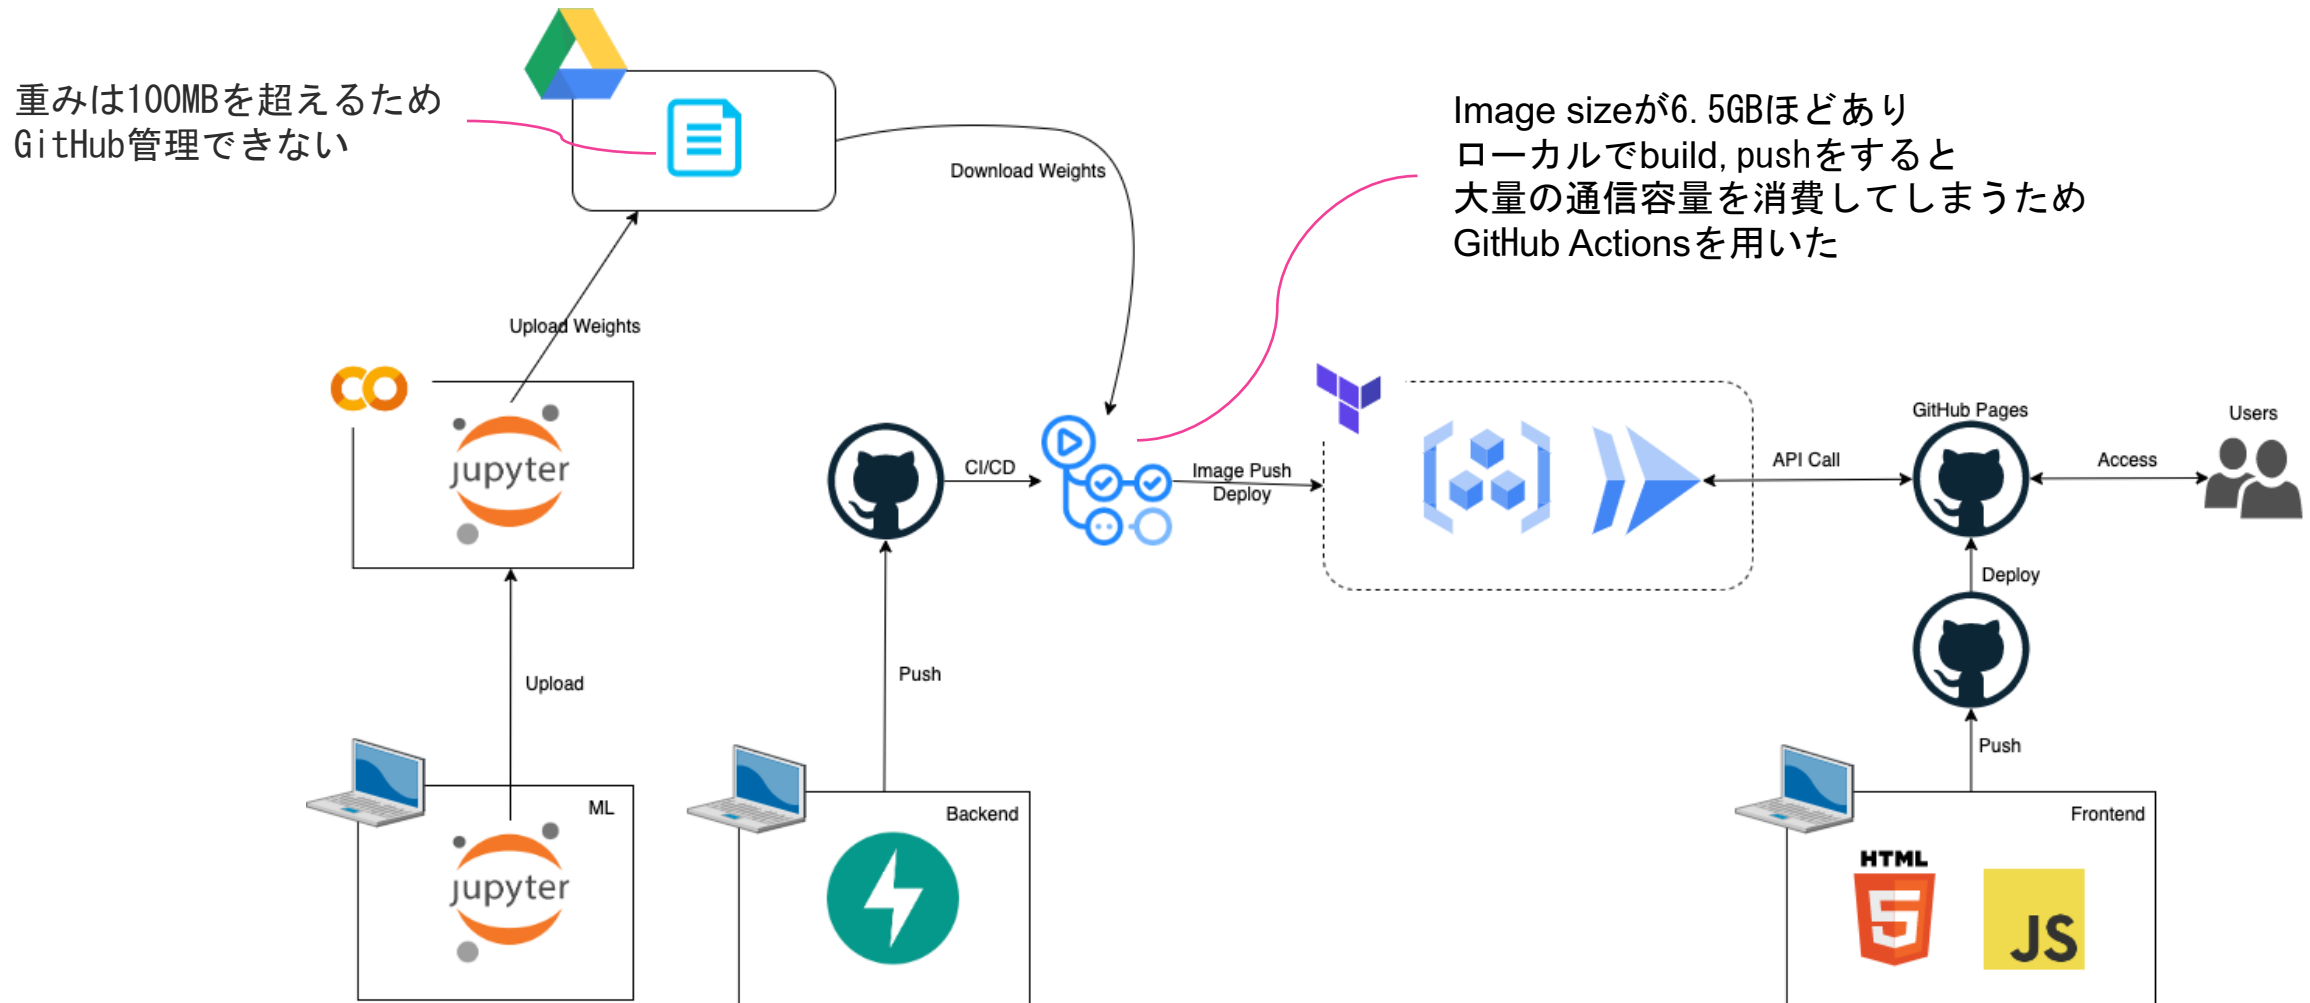 重みは100MBを超えるため
GitHub管理できない
Image sizeが6.5GBほどあり
ローカルでbuild,pushをすると
大量の通信容量を消費してしまうため
GitHub Actionsを用いた
Download Weights
Upload Weights
jupyter
CI/CD
Image Push
Deploy
API Call
GitHub Pages
Access
Users
Deploy
Upload
Push
Push
ML
jupyter
Backend
Frontend
HTML
5
JS